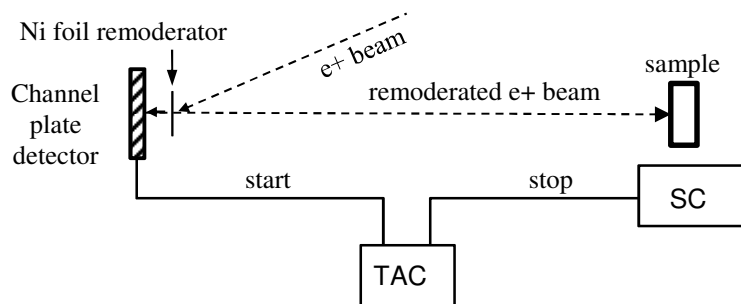 Ni foil remoderator
e+ beam
sample
Channel
plate
detector
remoderated e+ beam
start
stop
SC
TAC